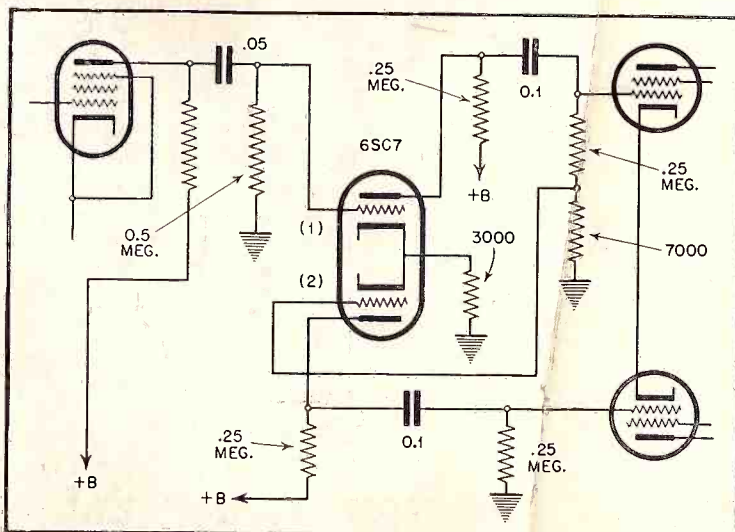 .05
.25
MEG.
0.1
6SC7
+B
.25
MEG.
0.5
MEG.
(1)
3000
7000
(2)
.25
MEG.
0.1
.25
MEG.
+B
+B